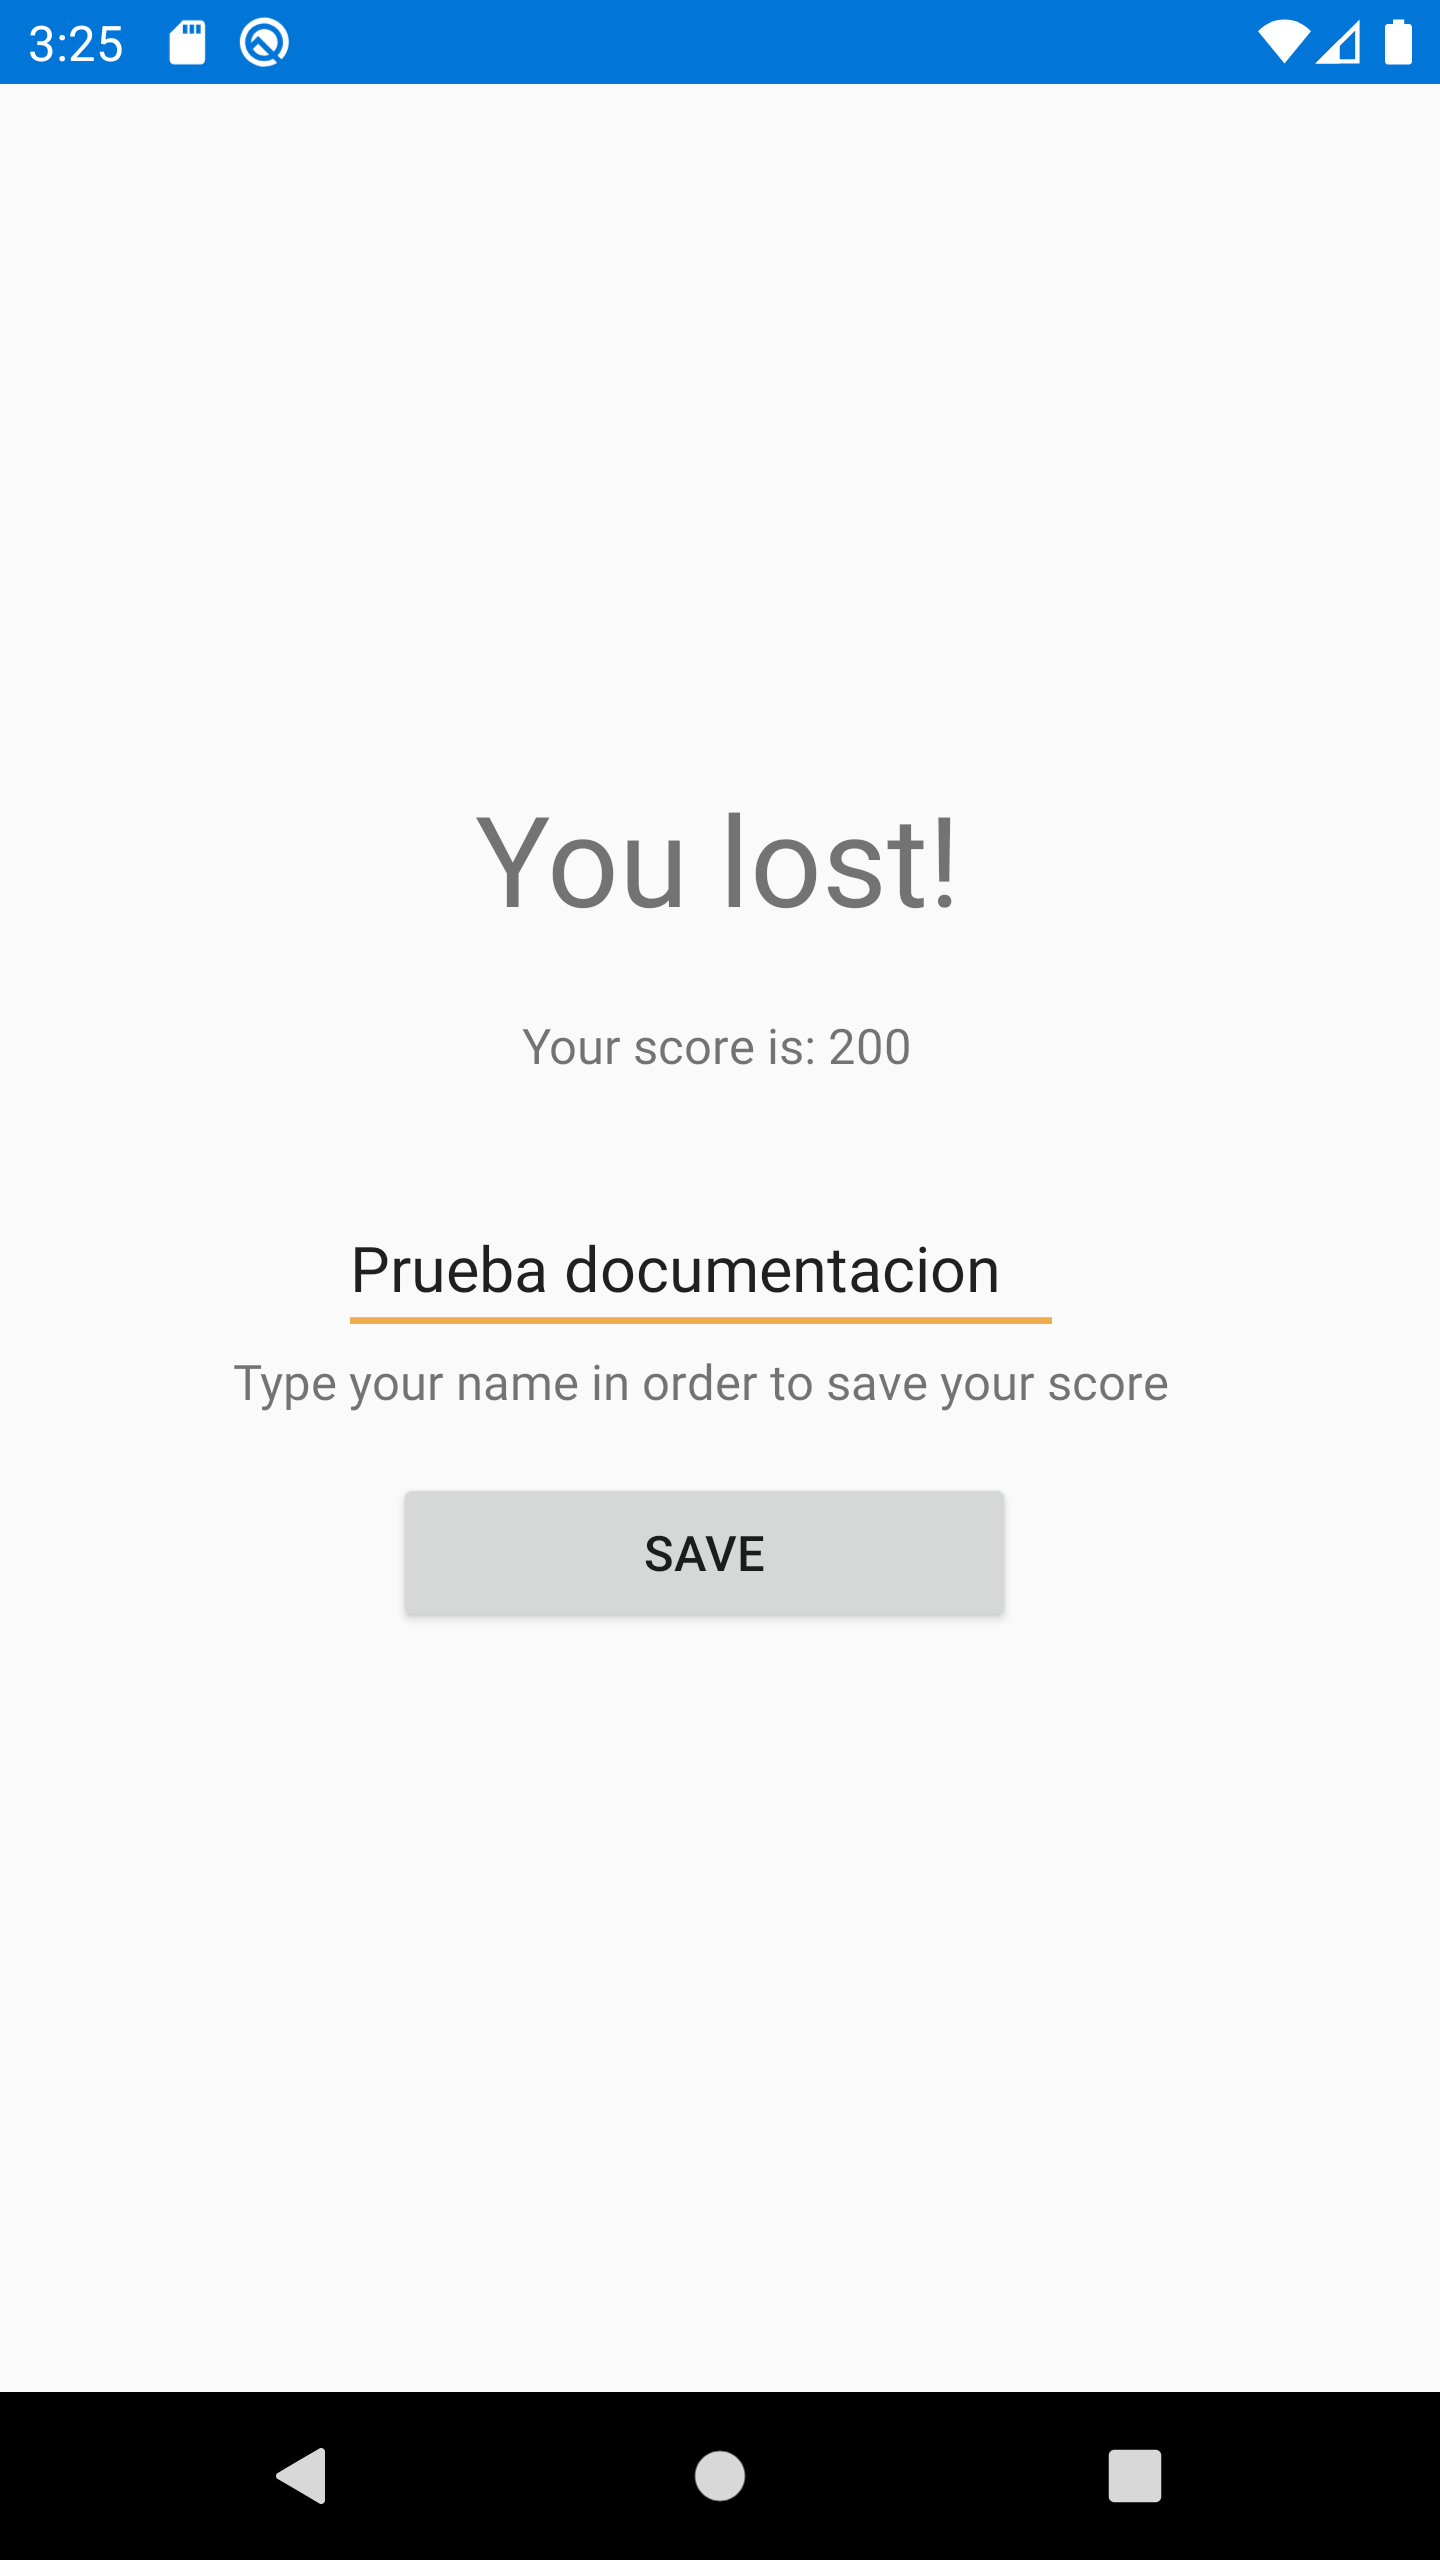 3:25
You lost!
Your score is: 200
Prueba documentacion
Type your name in order to save your score
SAVE